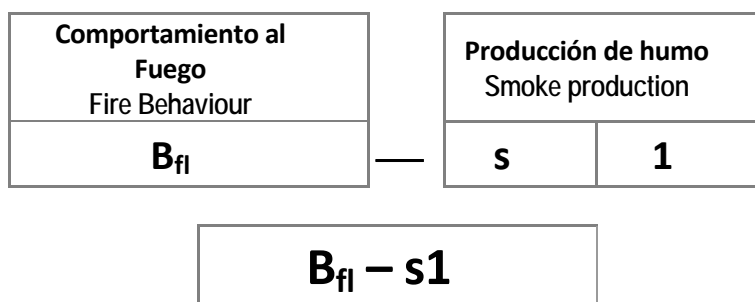 Comportamiento al
Fuego
Fire Behaviour
Producción de humo
Smoke production
Bfl — s 1
Bfl – s1